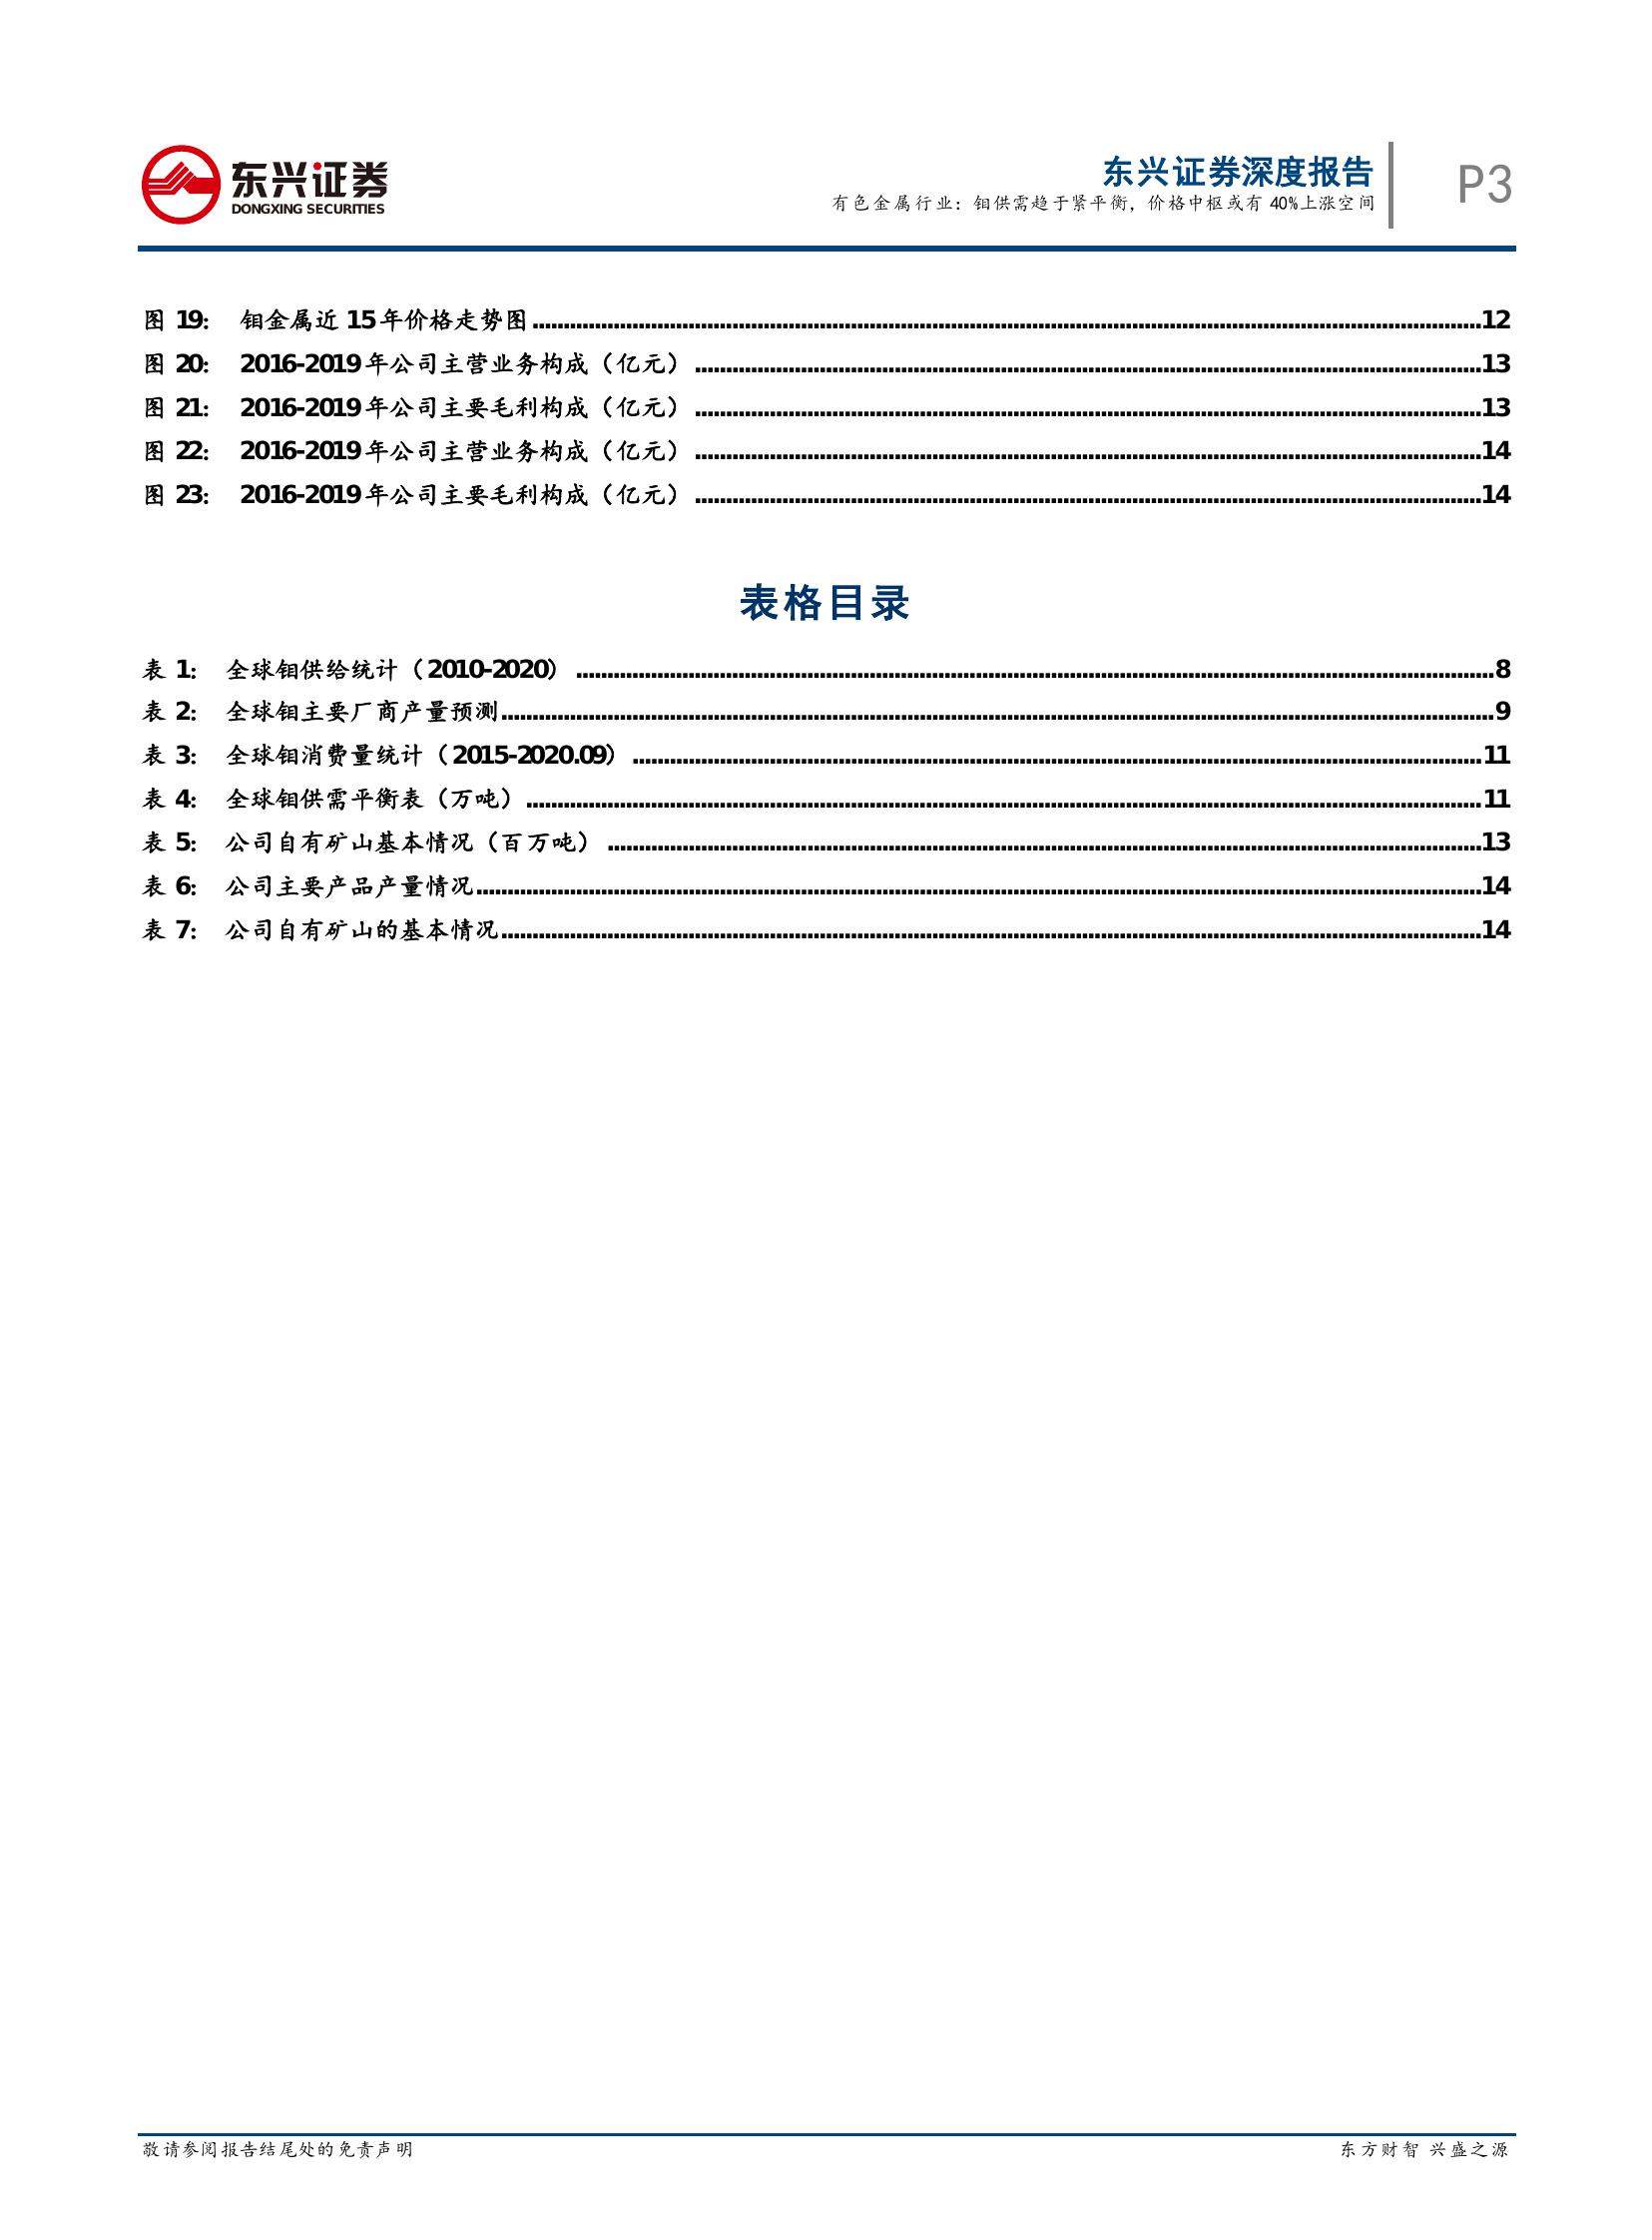 东兴证券
DONGXING SECURITIES
东兴证券深度报告
有色金属行业：钼供需趋于紧平衡，价格中枢或有 40%上涨空间
P3
图 19： 钼金属近 15 年价格走势图 12
图 20： 2016-2019 年公司主营业务构成（亿元） 13
图 21： 2016-2019 年公司主要毛利构成（亿元） 13
图 22： 2016-2019 年公司主营业务构成（亿元） 14
图 23： 2016-2019 年公司主要毛利构成（亿元） 14
表格目录
表 1： 全球钼供给统计（2010-2020） 8
表 2： 全球钼主要厂商产量预测 9
表 3： 全球钼消费量统计（2015-2020.09） 11
表 4： 全球钼供需平衡表（万吨） 11
表 5： 公司自有矿山基本情况（百万吨） 13
表 6： 公司主要产品产量情况 14
表 7： 公司自有矿山的基本情况 14
敬请参阅报告结尾处的免责声明
东方财智 兴盛之源